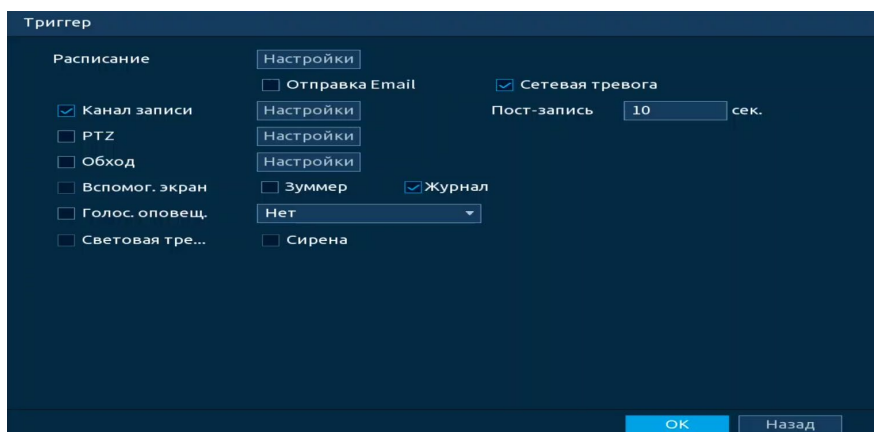 Триггер
Расписание Настройки
Отправка Email Сетевая тревога
Канал записи Настройки Пост-запись 10 сек.
PTZ Настройки
Обход Настройки
Вспомог. экран Зуммер Журнал
Голос. оповещ. Нет
Световая тре... Сирена
OK Назад